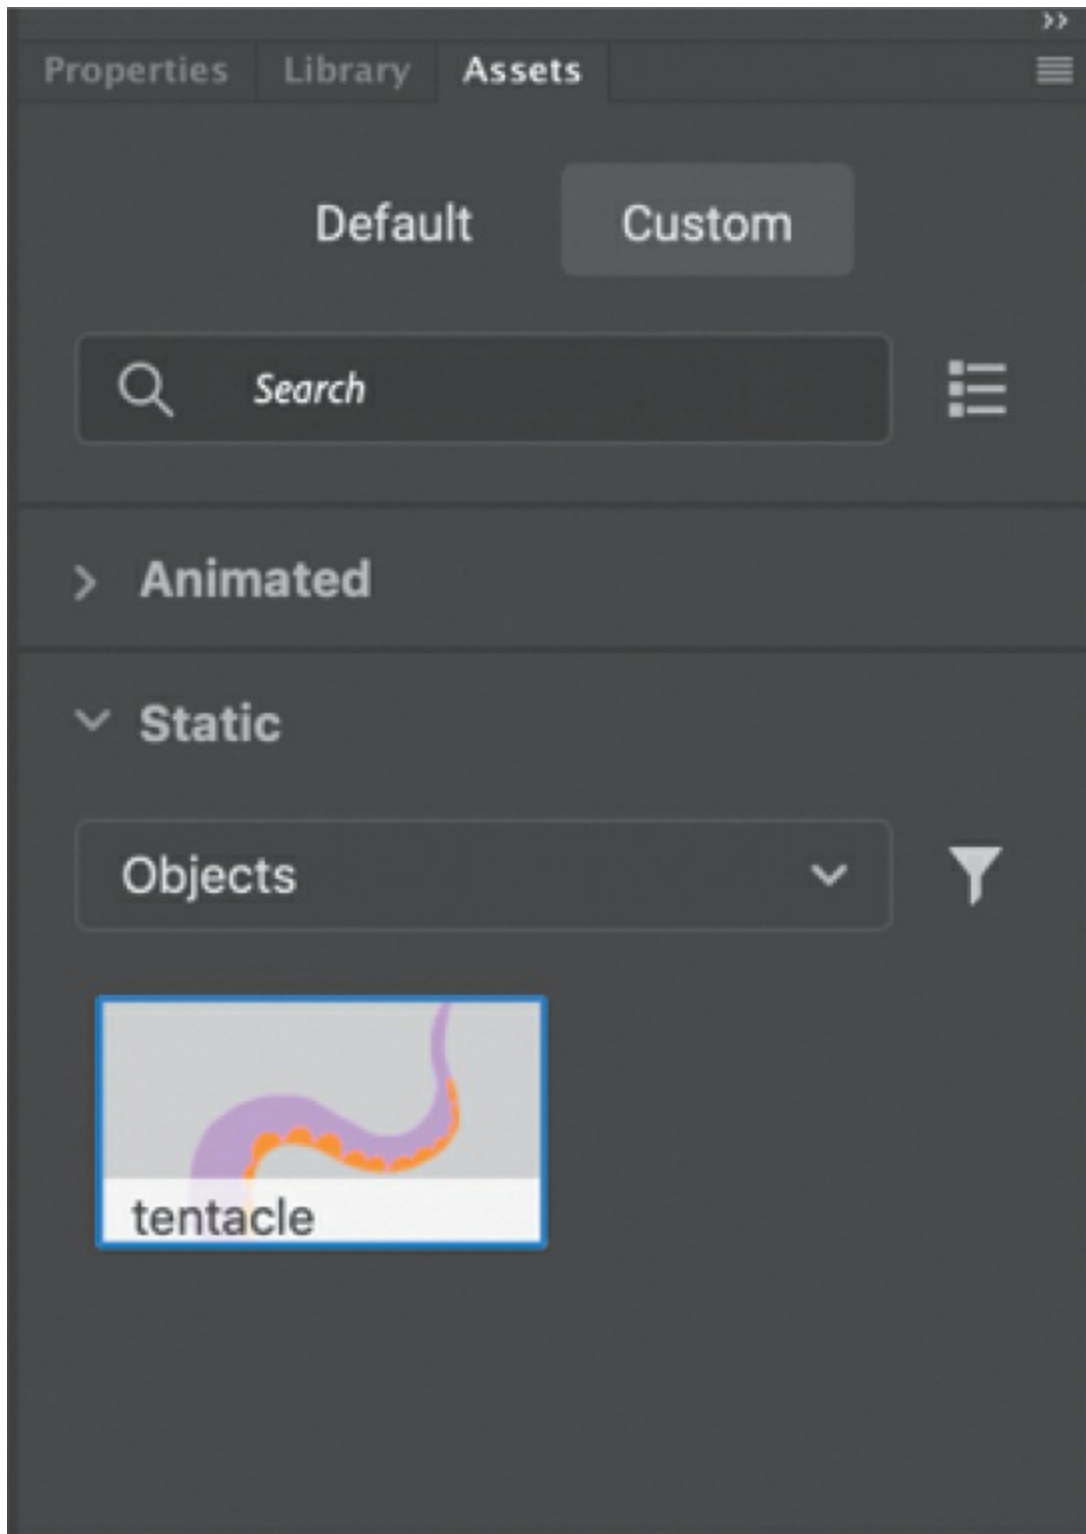 Properties Library Assets
Default Custom
Search
Animated
Static
Objects
tentacle